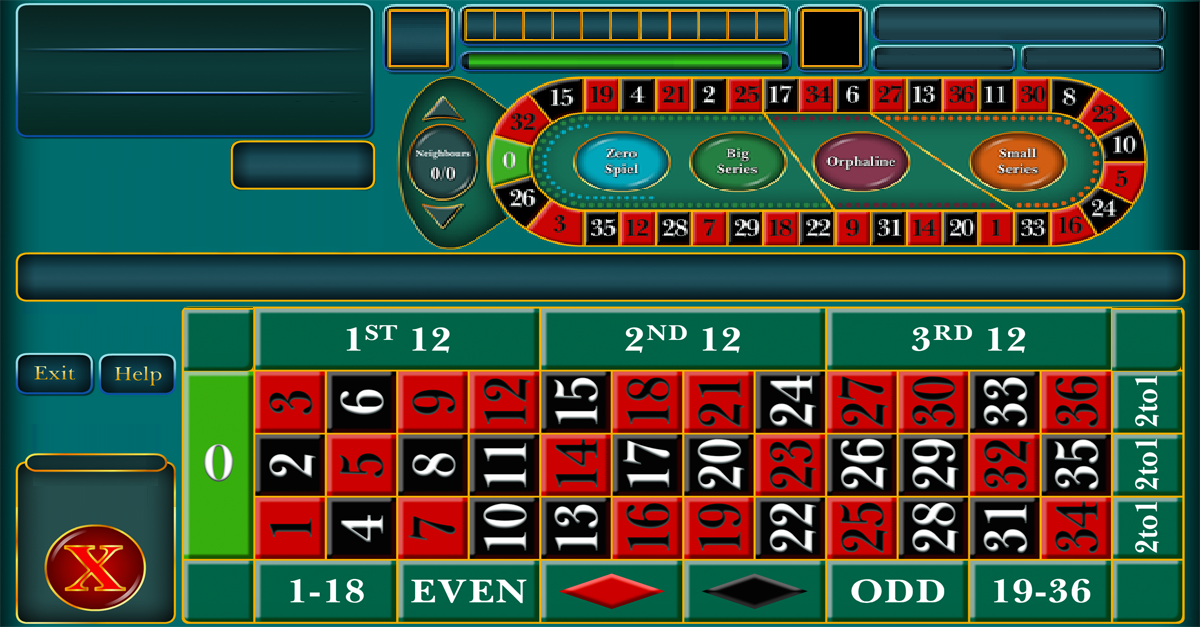 15 19 4 21 2 25 17 34 6 27 13 36 11 30 8
32
23
Neighbours
0/0
0
Zero
Spiel
Big
Series
Orphaline
Small
Series
10
5
26
24
3 35 12 28 7 29 18 22 9 31 14 20 1 33 16
1ST 12
2ND 12
3RD 12
Exit
Help
3 6 9 12 15 18 21 24 27 30 33 36 2to1
0 2 5 8 11 14 17 20 23 26 29 32 35 2to1
1 4 7 10 13 16 19 22 25 28 31 34 2to1
X
1-18
EVEN
ODD
19-36